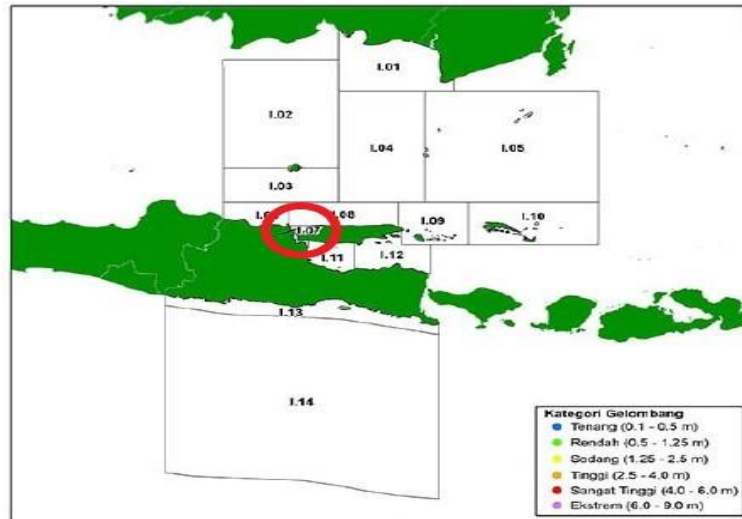 I.01
I.02
I.04
I.05
I.03
I.08
I.07
I.09
I.10
I.11
I.12
I.13
I.14
Kategori Gelombang
Tenang (0.1 - 0.5 m)
Rendah (0.5 - 1.25 m)
Sedang (1.25 - 2.5 m)
Tinggi (2.5 - 4.0 m)
Sangat Tinggi (4.0 - 6.0 m)
Ekstrem (6.0 - 9.0 m)